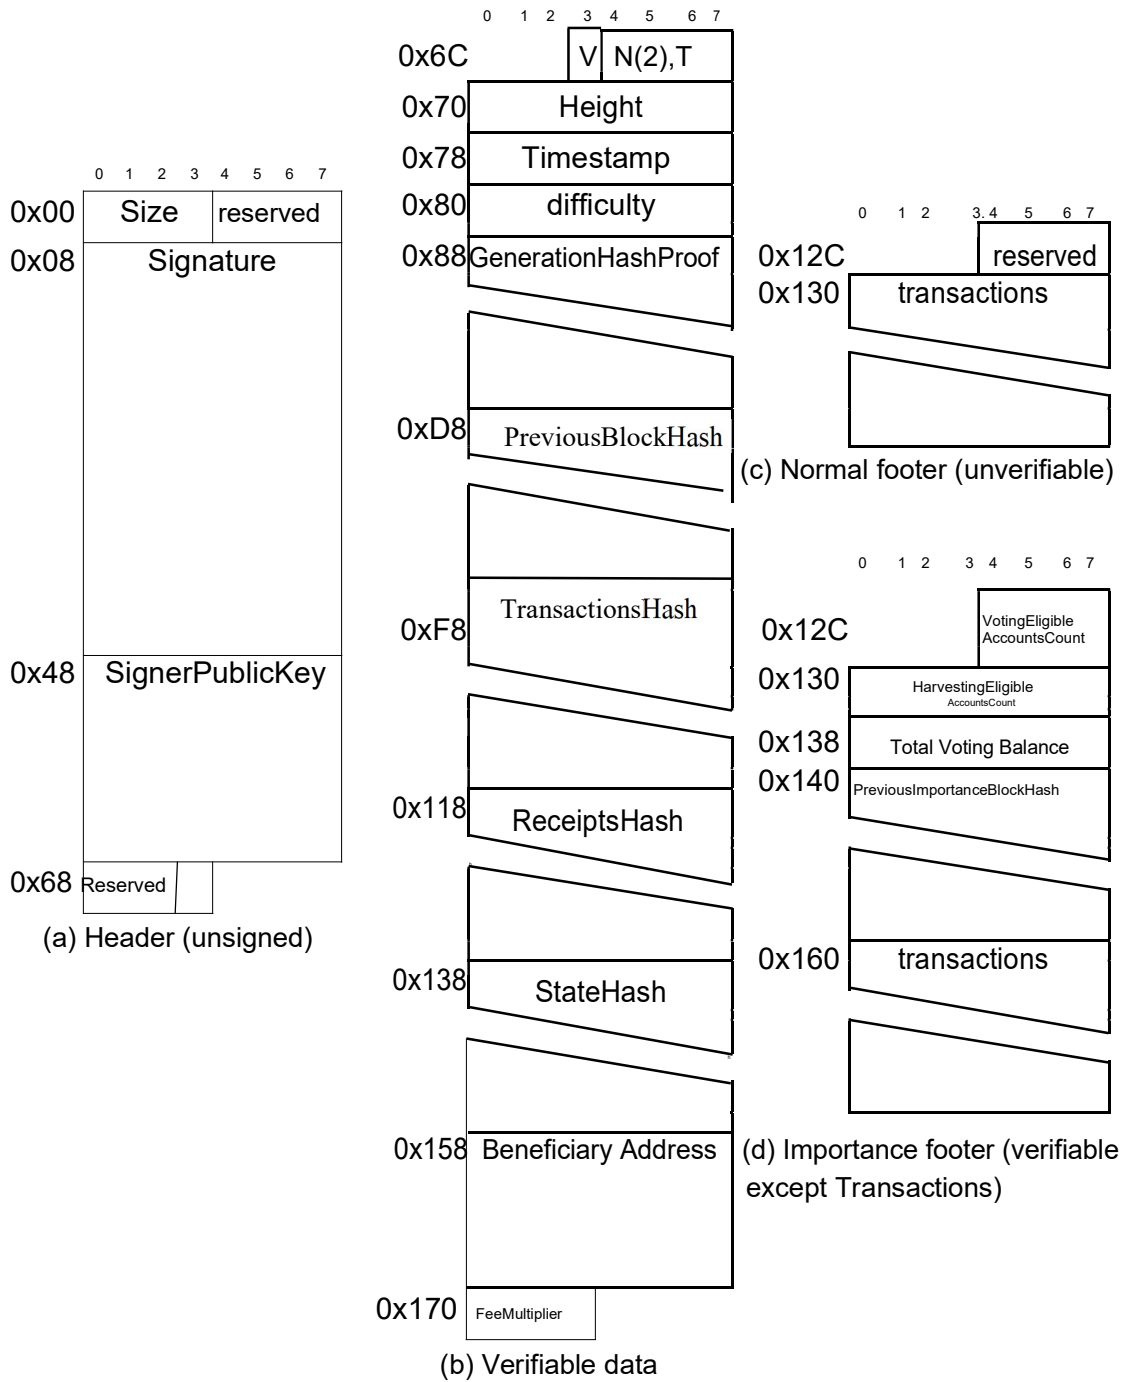 0 1 2 3 4 5 6 7
0x00 Size reserved
0x08 Signature
0x48 SignerPublicKey
0x68 Reserved
(a) Header (unsigned)
0 1 2 3 4 5 6 7
0x6C V N(2),T
0x70 Height
0x78 Timestamp
0x80 difficulty
0x88 GenerationHashProof
0xD8 PreviousBlockHash
0xF8 TransactionsHash
0x118 ReceiptsHash
0x138 StateHash
0x158 Beneficiary Address
0x170 FeeMultiplier
(b) Verifiable data
0 1 2 3. 4 5 6 7
0x12C reserved
0x130 transactions
(c) Normal footer (unverifiable)
0 1 2 3 4 5 6 7
0x12C VotingEligible
AccountsCount
0x130 HarvestingEligible
AccountsCount
0x138 Total Voting Balance
0x140 PreviousImportanceBlockHash
0x160 transactions
(d) Importance footer (verifiable
except Transactions)